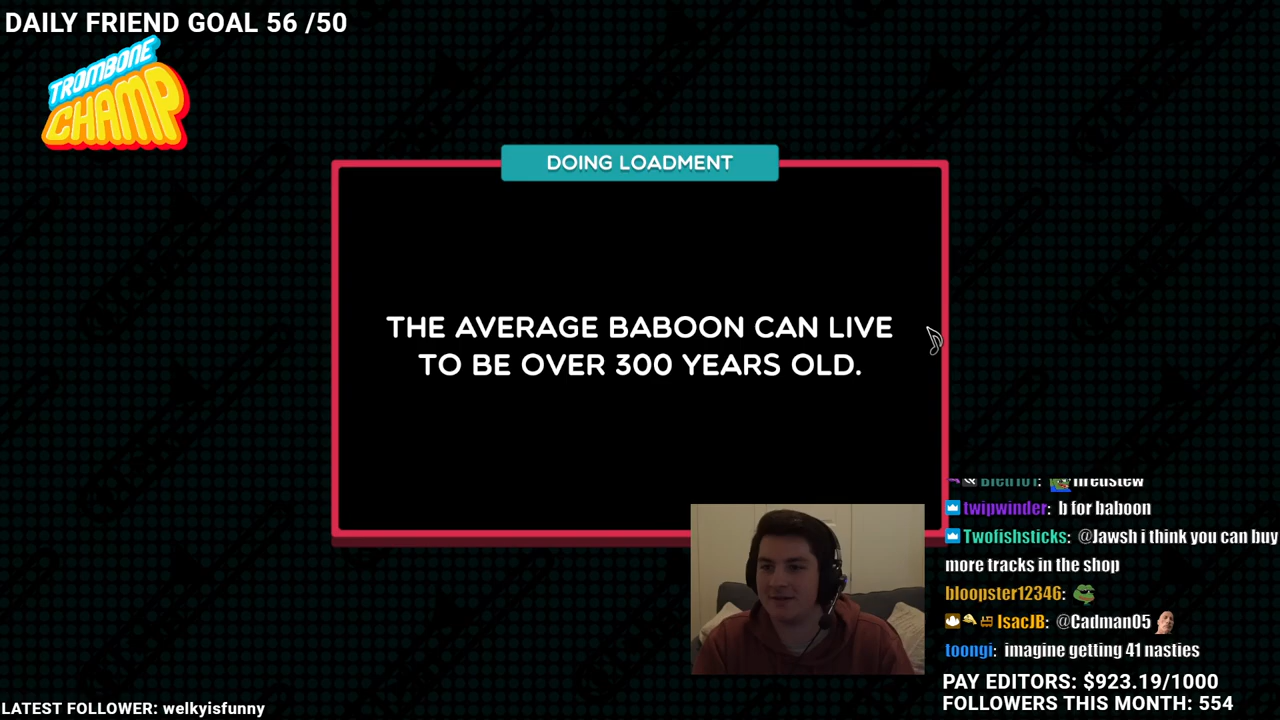 DAILY FRIEND GOAL 56 /50
TROMBONE
CHAMP
DOING LOADMENT
THE AVERAGE BABOON CAN LIVE
TO BE OVER 300 YEARS OLD.
twipwinder: b for baboon
Twofishsticks: @Jawsh i think you can buy
more tracks in the shop
bloopster12346:
IsacJB: @Cadman05
toongi: imagine getting 41 nasties
PAY EDITORS: $923.19/1000
FOLLOWERS THIS MONTH: 554
LATEST FOLLOWER: welkyisfunny